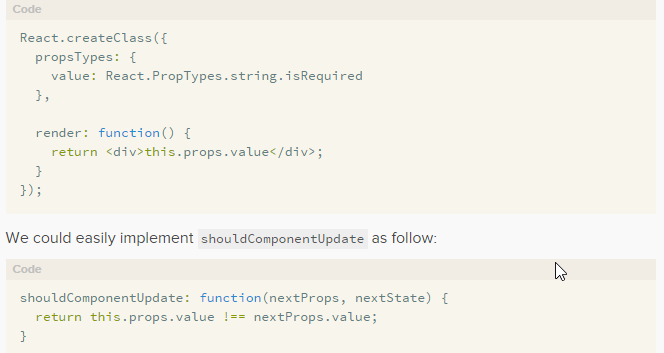 Code
React.createClass({
  propsTypes: {
    value: React.PropTypes.string.isRequired
  },
  render: function() {
    return <div>this.props.value</div>;
  }
});
We could easily implement shouldComponentUpdate as follow:
Code
shouldComponentUpdate: function(nextProps, nextState) {
  return this.props.value !== nextProps.value;
}